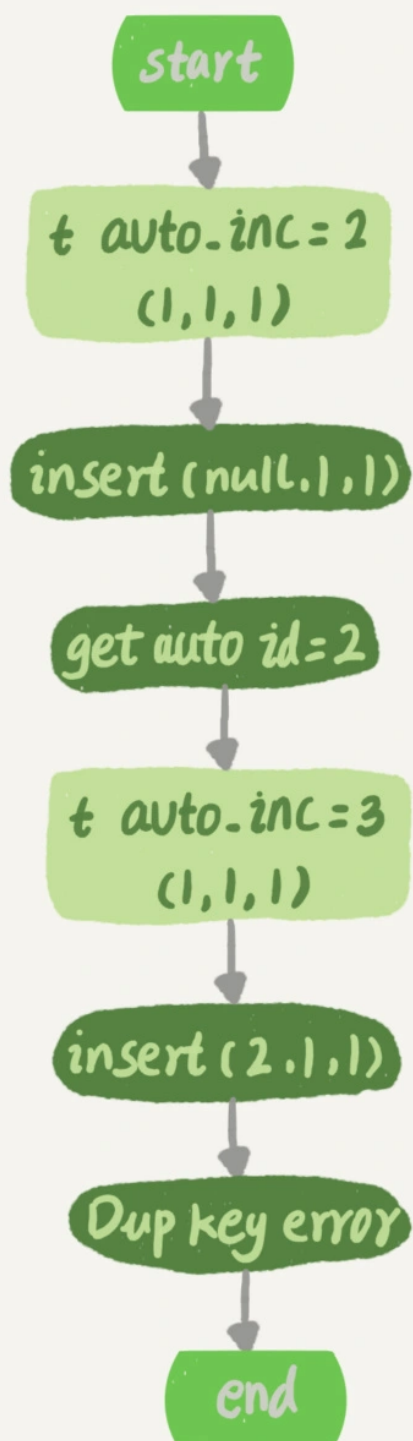 start
t auto_inc = 2
(1, 1, 1)
insert (null.1, 1)
get auto id=2
t auto_inc = 3
(1, 1, 1)
insert (2.1, 1)
Dup key error
end